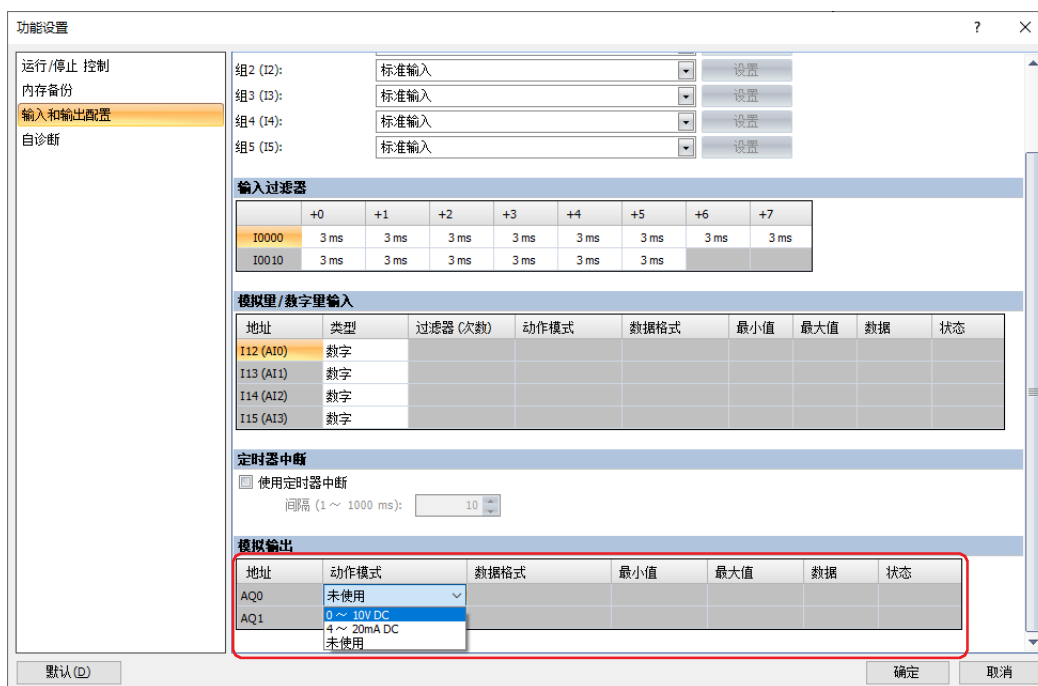 功能设置
?
×
运行/停止 控制
内存备份
输入和输出配置
自诊断
组2 (I2): 标准输入 设置
组3 (I3): 标准输入 设置
组4 (I4): 标准输入 设置
组5 (I5): 标准输入 设置
输入过滤器
+0 +1 +2 +3 +4 +5 +6 +7
I0000 3 ms 3 ms 3 ms 3 ms 3 ms 3 ms 3 ms 3 ms
I0010 3 ms 3 ms 3 ms 3 ms 3 ms 3 ms
模拟里/数字里输入
地址 类型 过滤器 (次数) 动作模式 数据格式 最小值 最大值 数据 状态
I12 (AI0) 数字
I13 (AI1) 数字
I14 (AI2) 数字
I15 (AI3) 数字
定时器中断
使用定时器中断
间隔 (1 ~ 1000 ms): 10
模拟输出
地址 动作模式 数据格式 最小值 最大值 数据 状态
AQ0 未使用
AQ1 0 ~ 10V DC
4 ~ 20mA DC
未使用
默认(D) 确定 取消